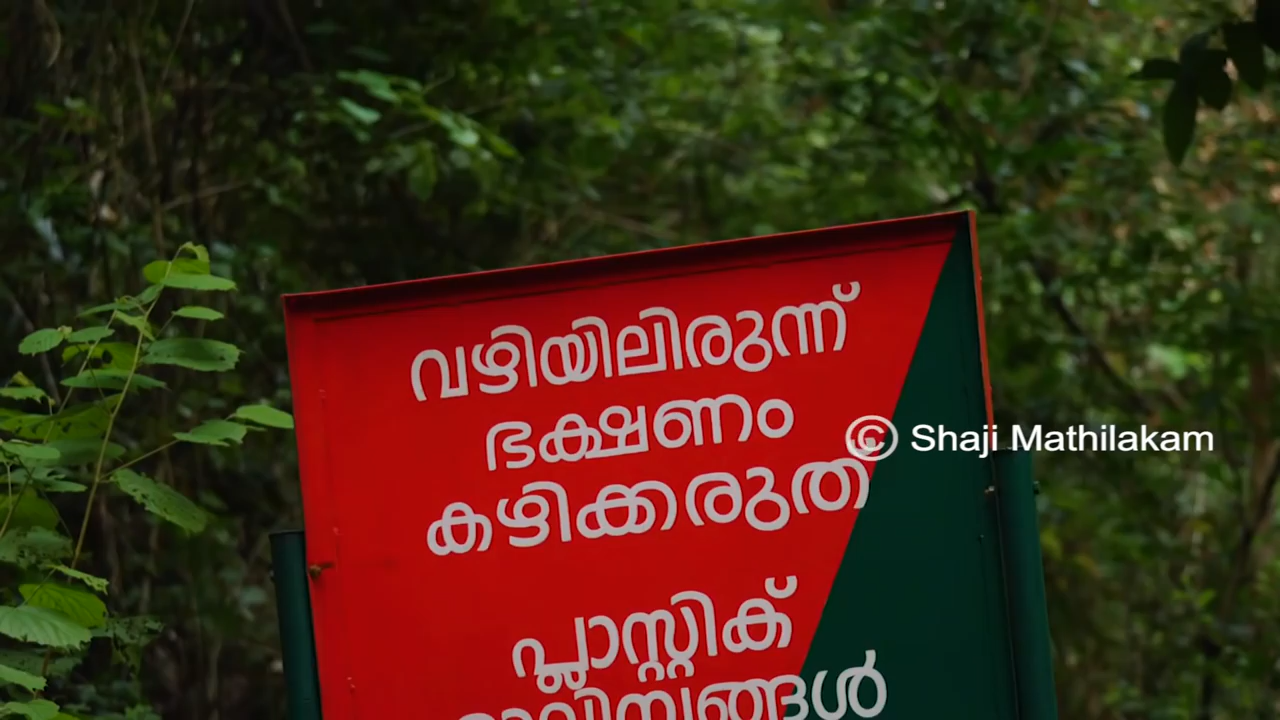 വഴിയിലിരുന്ന്
ഭക്ഷണം
© Shaji Mathilakam
കഴിക്കരുത്
പ്ലാസ്റ്റിക്